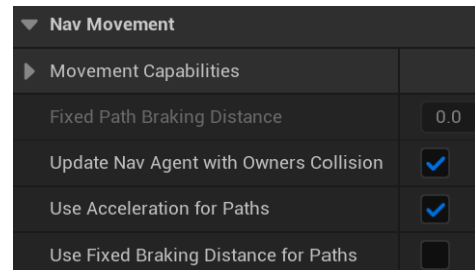 Nav Movement
Movement Capabilities
Fixed Path Braking Distance 0.0
Update Nav Agent with Owners Collision
Use Acceleration for Paths
Use Fixed Braking Distance for Paths